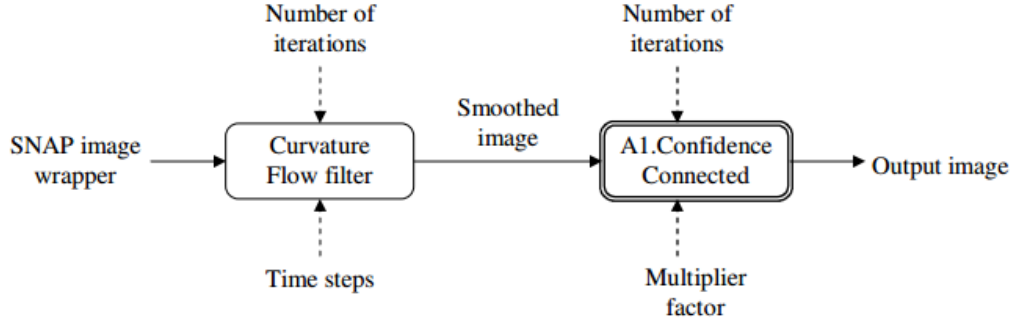 Number of
iterations
Number of
iterations
SNAP image
wrapper
Curvature
Flow filter
Smoothed
image
A1.Confidence
Connected
Output image
Time steps
Multiplier
factor